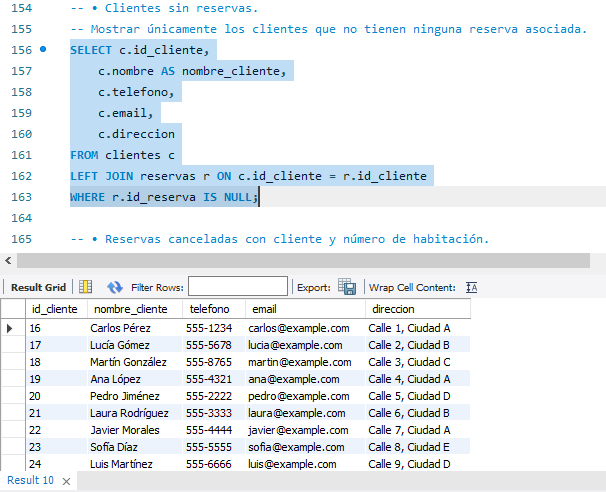 154 -- • Clientes sin reservas.
155 -- Mostrar únicamente los clientes que no tienen ninguna reserva asociada.
156 SELECT c.id_cliente,
157 c.nombre AS nombre_cliente,
158 c.telefono,
159 c.email,
160 c.direccion
161 FROM clientes c
162 LEFT JOIN reservas r ON c.id_cliente = r.id_cliente
163 WHERE r.id_reserva IS NULL;
164
165 -- • Reservas canceladas con cliente y número de habitación.
Result Grid Filter Rows: Export: Wrap Cell Content:
id_cliente nombre_cliente telefono email direccion
16 Carlos Pérez 555-1234 carlos@example.com Calle 1, Ciudad A
17 Lucía Gómez 555-5678 lucia@example.com Calle 2, Ciudad B
18 Martín González 555-8765 martin@example.com Calle 3, Ciudad C
19 Ana López 555-4321 ana@example.com Calle 4, Ciudad A
20 Pedro Jiménez 555-2222 pedro@example.com Calle 5, Ciudad D
21 Laura Rodríguez 555-3333 laura@example.com Calle 6, Ciudad B
22 Javier Morales 555-4444 javier@example.com Calle 7, Ciudad A
23 Sofía Díaz 555-5555 sofia@example.com Calle 8, Ciudad E
24 Luis Martínez 555-6666 luis@example.com Calle 9, Ciudad D
Result 10